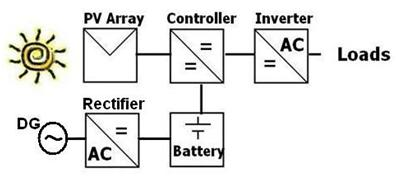 PV Array Controller Inverter
AC
Loads
Rectifier
DG
AC
Battery